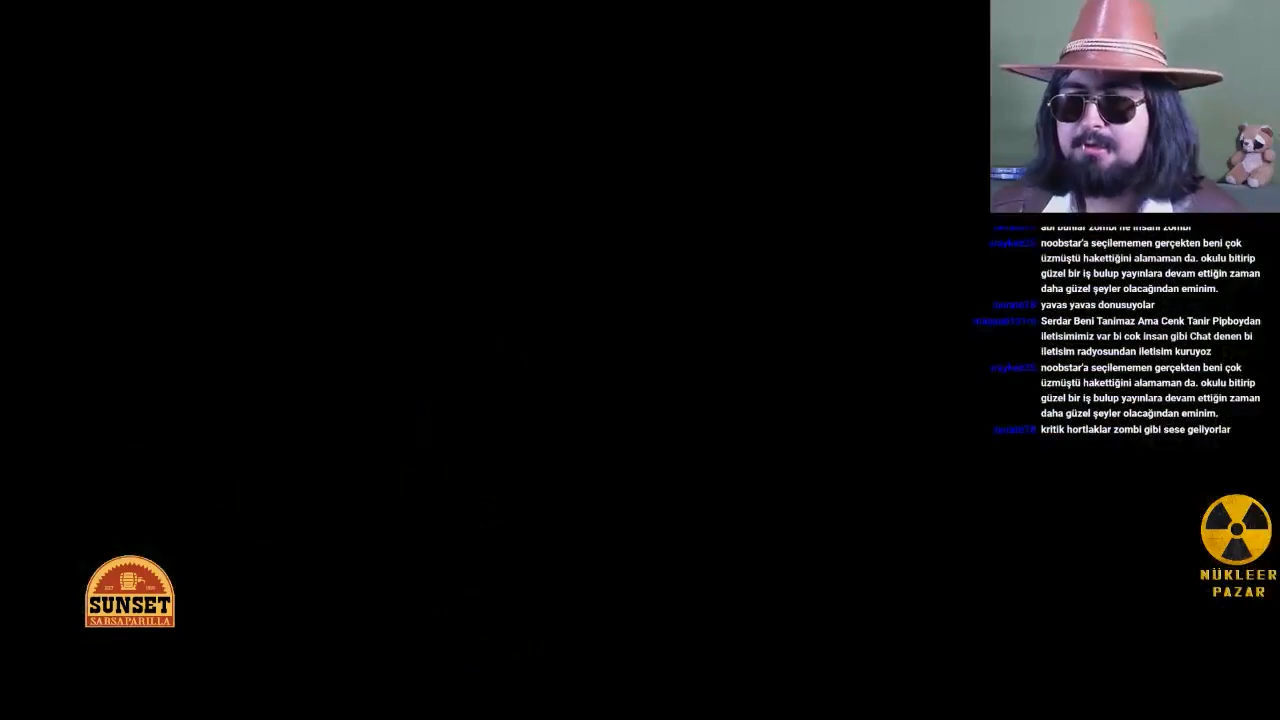 noobstar'a seçilememen gerçekten beni çok
üzmüştü hakettiğini alamaman da. okulu bitirip
güzel bir iş bulup yayınlara devam ettiğin zaman
daha güzel şeyler olacağından eminim.
yavas yavas donusuyolar
Serdar Beni Tanimaz Ama Cenk Tanir Pipboydan
iletisimimiz var bi cok insan gibi Chat denen bi
iletisim radyosundan iletisim kuruyoz
noobstar'a seçilememen gerçekten beni çok
üzmüştü hakettiğini alamaman da. okulu bitirip
güzel bir iş bulup yayınlara devam ettiğin zaman
daha güzel şeyler olacağından eminim.
kritik hortlaklar zombi gibi sese geliyorlar
NÜKLEER
PAZAR
SUNSET
SARSAPARILLA